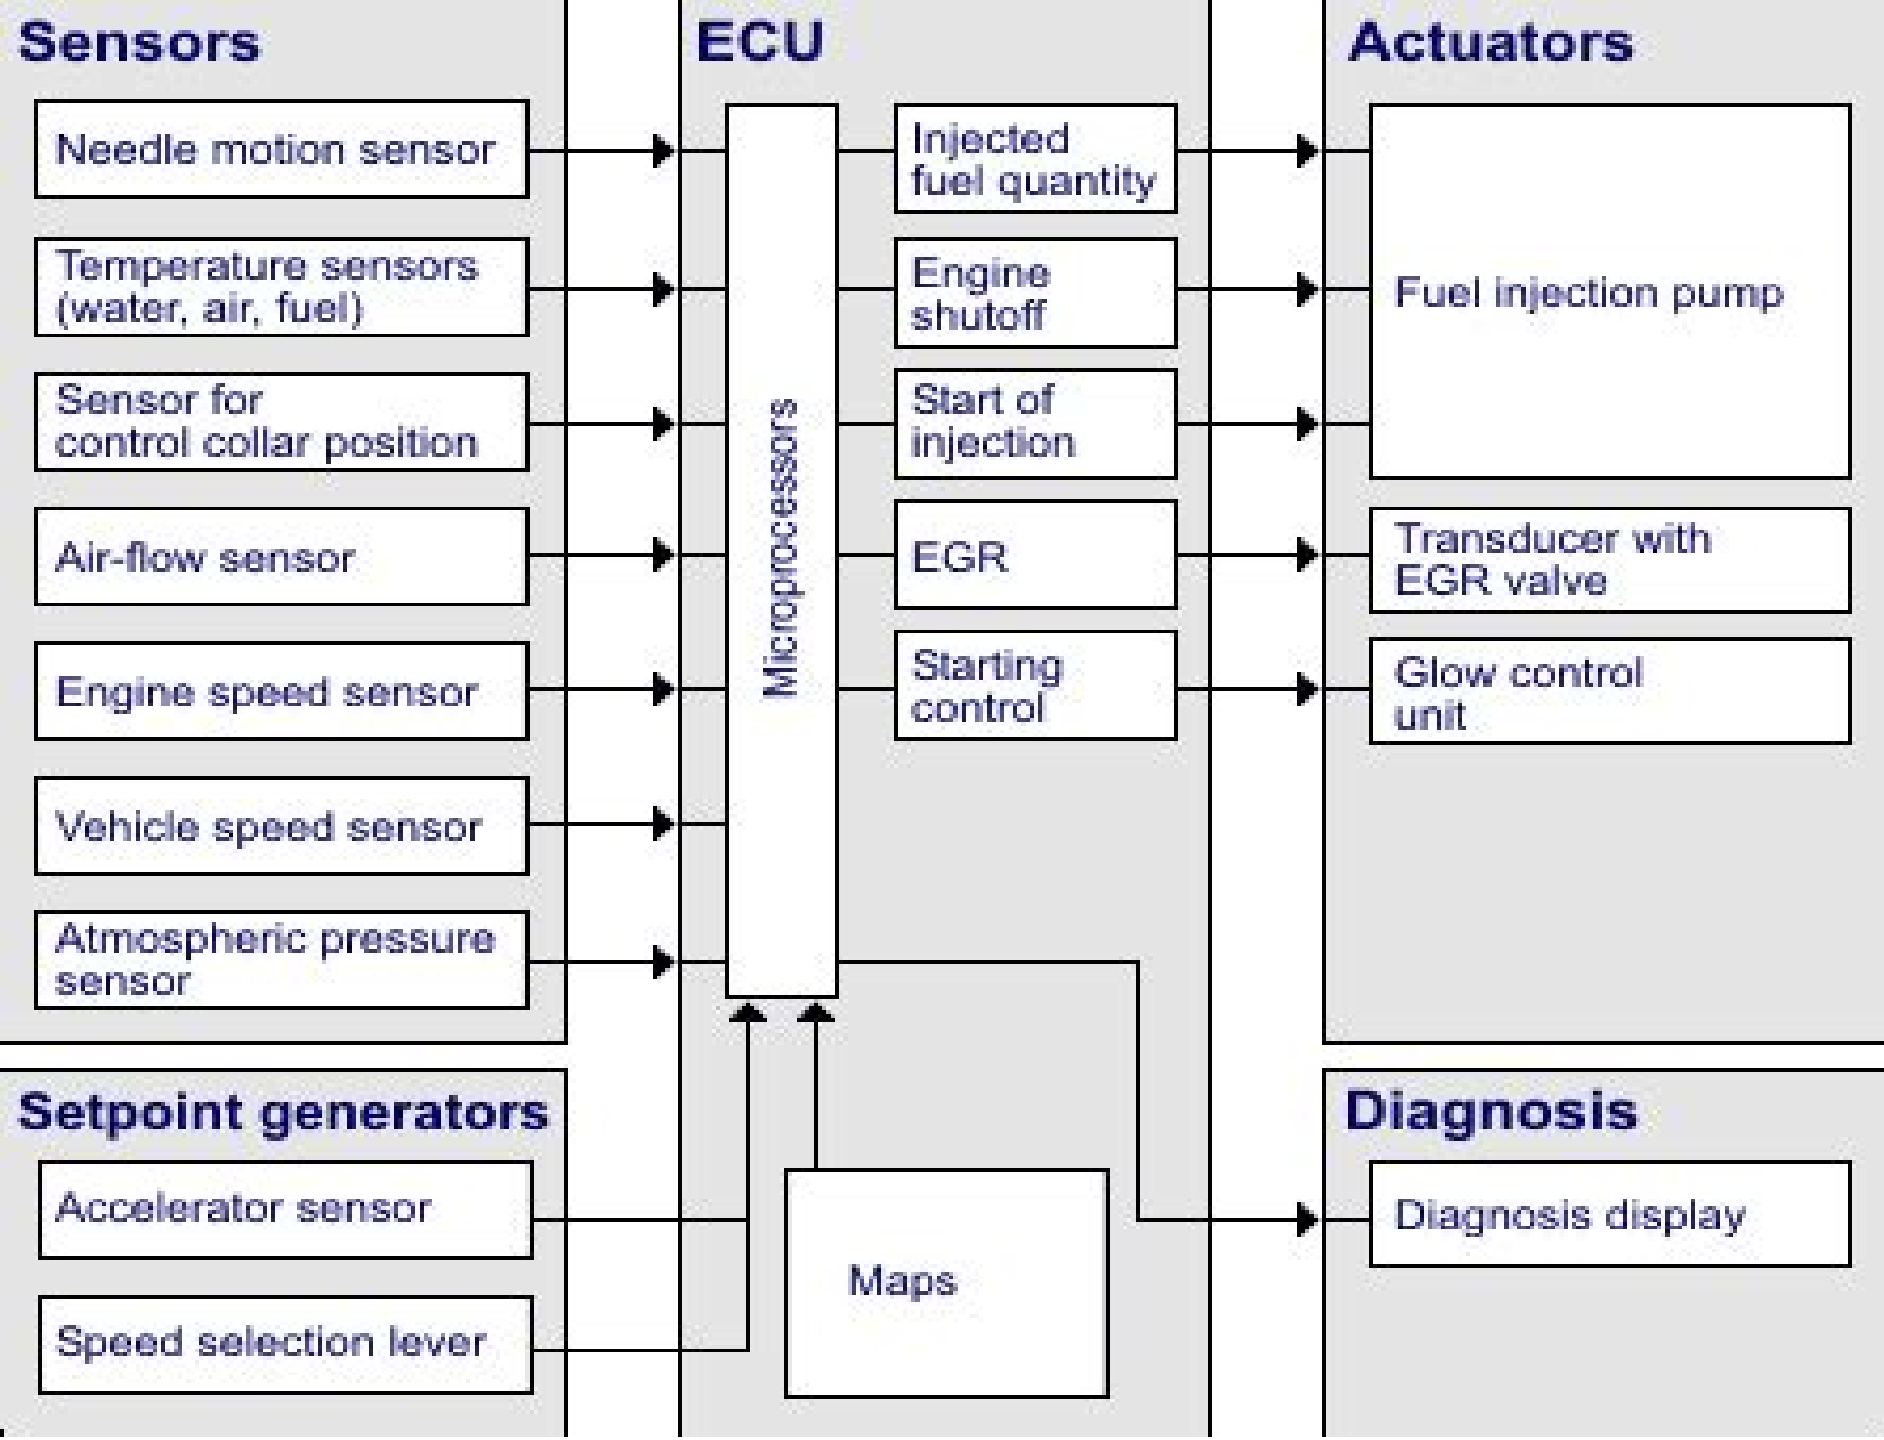 Sensors
Needle motion sensor
Temperature sensors
(water, air, fuel)
Sensor for
control collar position
Air-flow sensor
Engine speed sensor
Vehicle speed sensor
Atmospheric pressure
sensor
Setpoint generators
Accelerator sensor
Speed selection lever
ECU
Microprocessors
Injected
fuel quantity
Engine
shutoff
Start of
injection
EGR
Starting
control
Maps
Actuators
Fuel injection pump
Transducer with
EGR valve
Glow control
unit
Diagnosis
Diagnosis display